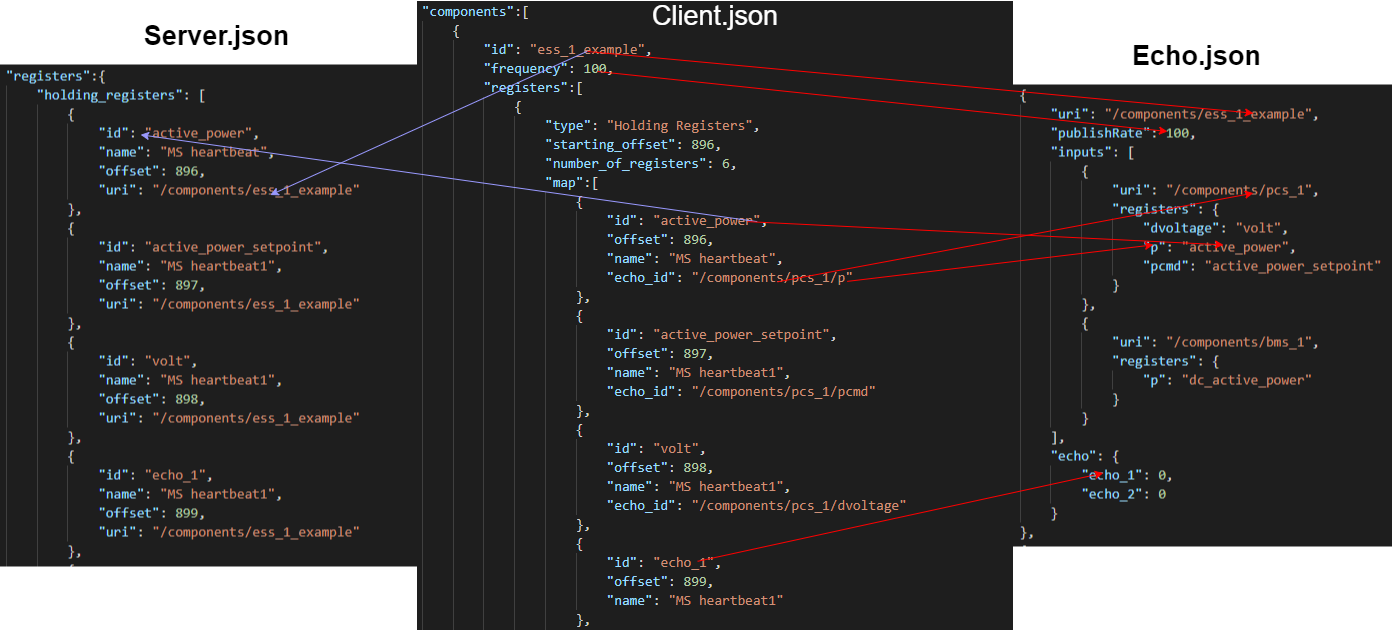 Server.json
"registers":{
"holding_registers": [
{
"id": "active_power",
"name": "MS heartbeat",
"offset": 896,
"uri": "/components/ess_1_example"
},
{
"id": "active_power_setpoint",
"name": "MS heartbeat1",
"offset": 897,
"uri": "/components/ess_1_example"
},
{
"id": "volt",
"name": "MS heartbeat1",
"offset": 898,
"uri": "/components/ess_1_example"
},
{
"id": "echo_1",
"name": "MS heartbeat1",
"offset": 899,
"uri": "/components/ess_1_example"
},
Client.json
"components":[
{
"id": "ess_1_example",
"frequency": 100,
"registers":[
{
"type": "Holding Registers",
"starting_offset": 896,
"number_of_registers": 6,
"map":[
{
"id": "active_power",
"offset": 896,
"name": "MS heartbeat",
"echo_id": "/components/pcs_1/p"
},
{
"id": "active_power_setpoint",
"offset": 897,
"name": "MS heartbeat1",
"echo_id": "/components/pcs_1/pcmd"
},
{
"id": "volt",
"offset": 898,
"name": "MS heartbeat1",
"echo_id": "/components/pcs_1/dvoltage"
},
{
"id": "echo_1",
"offset": 899,
"name": "MS heartbeat1"
},
Echo.json
{
"uri": "/components/ess_1_example",
"publishRate": 100,
"inputs": [
{
"uri": "/components/pcs_1",
"registers": {
"dvoltage": "volt",
"p": "active_power",
"pcmd": "active_power_setpoint"
}
},
{
"uri": "/components/bms_1",
"registers": {
"p": "dc_active_power"
}
}
],
"echo": {
"echo_1": 0,
"echo_2": 0
}
},